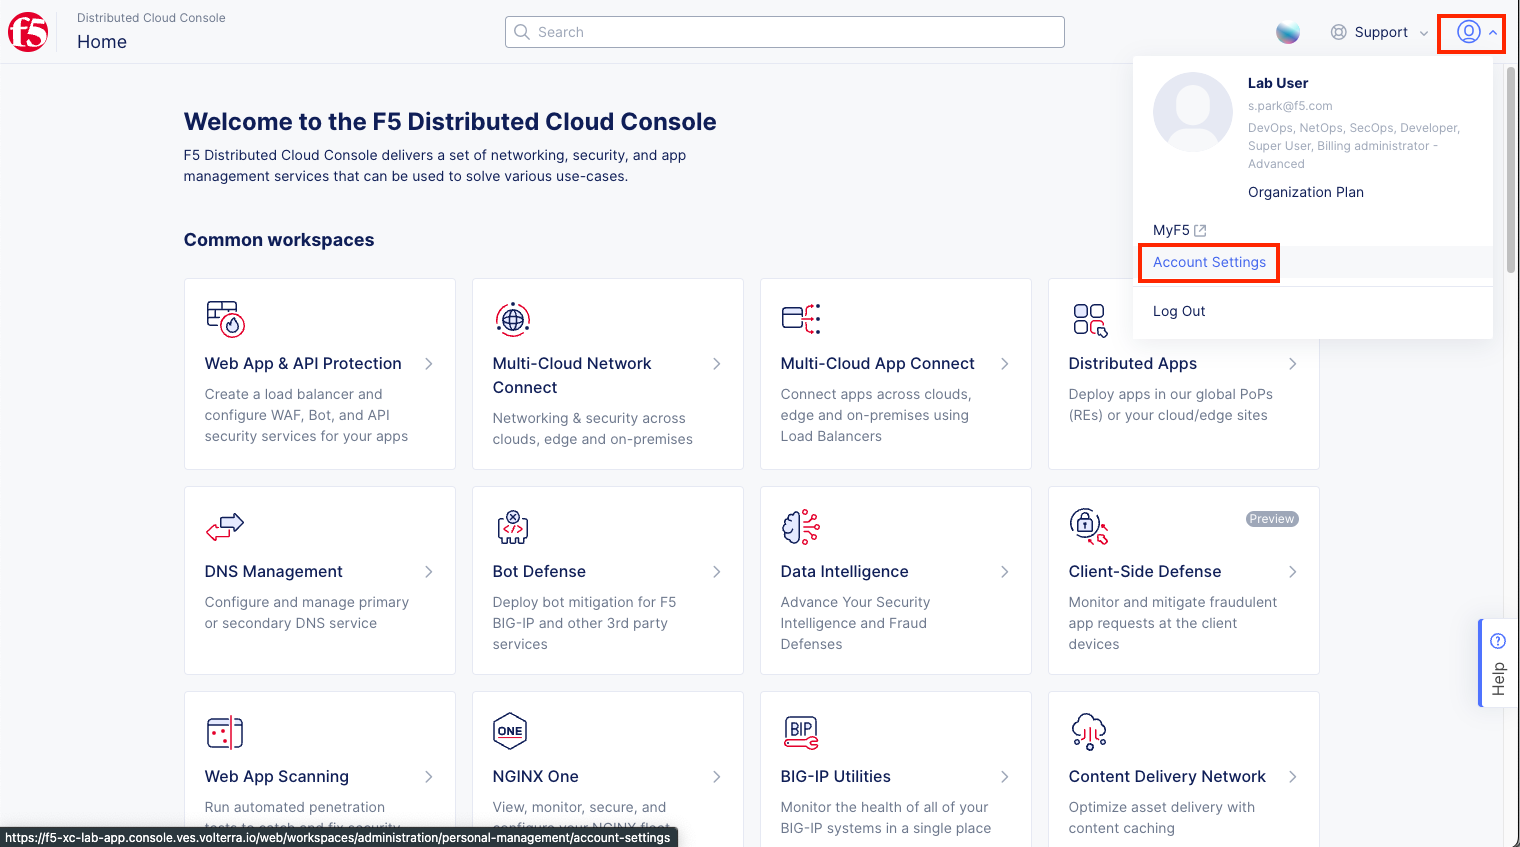 f5
Distributed Cloud Console
Home
Search
Support
Lab User
s.park@f5.com
DevOps, NetOps, SecOps, Developer,
Super User, Billing administrator -
Advanced
Organization Plan
MyF5
Account Settings
Log Out
Welcome to the F5 Distributed Cloud Console
F5 Distributed Cloud Console delivers a set of networking, security, and app
management services that can be used to solve various use-cases.
Common workspaces
Web App & API Protection
Create a load balancer and
configure WAF, Bot, and API
security services for your apps
Multi-Cloud Network
Connect
Networking & security across
clouds, edge and on-premises
Multi-Cloud App Connect
Connect apps across clouds,
edge and on-premises using
Load Balancers
Distributed Apps
Deploy apps in our global PoPs
(REs) or your cloud/edge sites
DNS Management
Configure and manage primary
or secondary DNS service
Bot Defense
Deploy bot mitigation for F5
BIG-IP and other 3rd party
services
Data Intelligence
Advance Your Security
Intelligence and Fraud
Defenses
Preview
Client-Side Defense
Monitor and mitigate fraudulent
app requests at the client
devices
Help
Web App Scanning
Run automated penetration
tests to catch and fix security
ONE
NGINX One
View, monitor, secure, and
configure your NGINX fleet
BIP
BIG-IP Utilities
Monitor the health of all of your
BIG-IP systems in a single place
Content Delivery Network
Optimize asset delivery with
content caching
https://f5-xc-lab-app.console.ves.volterra.io/web/workspaces/administration/personal-management/account-settings